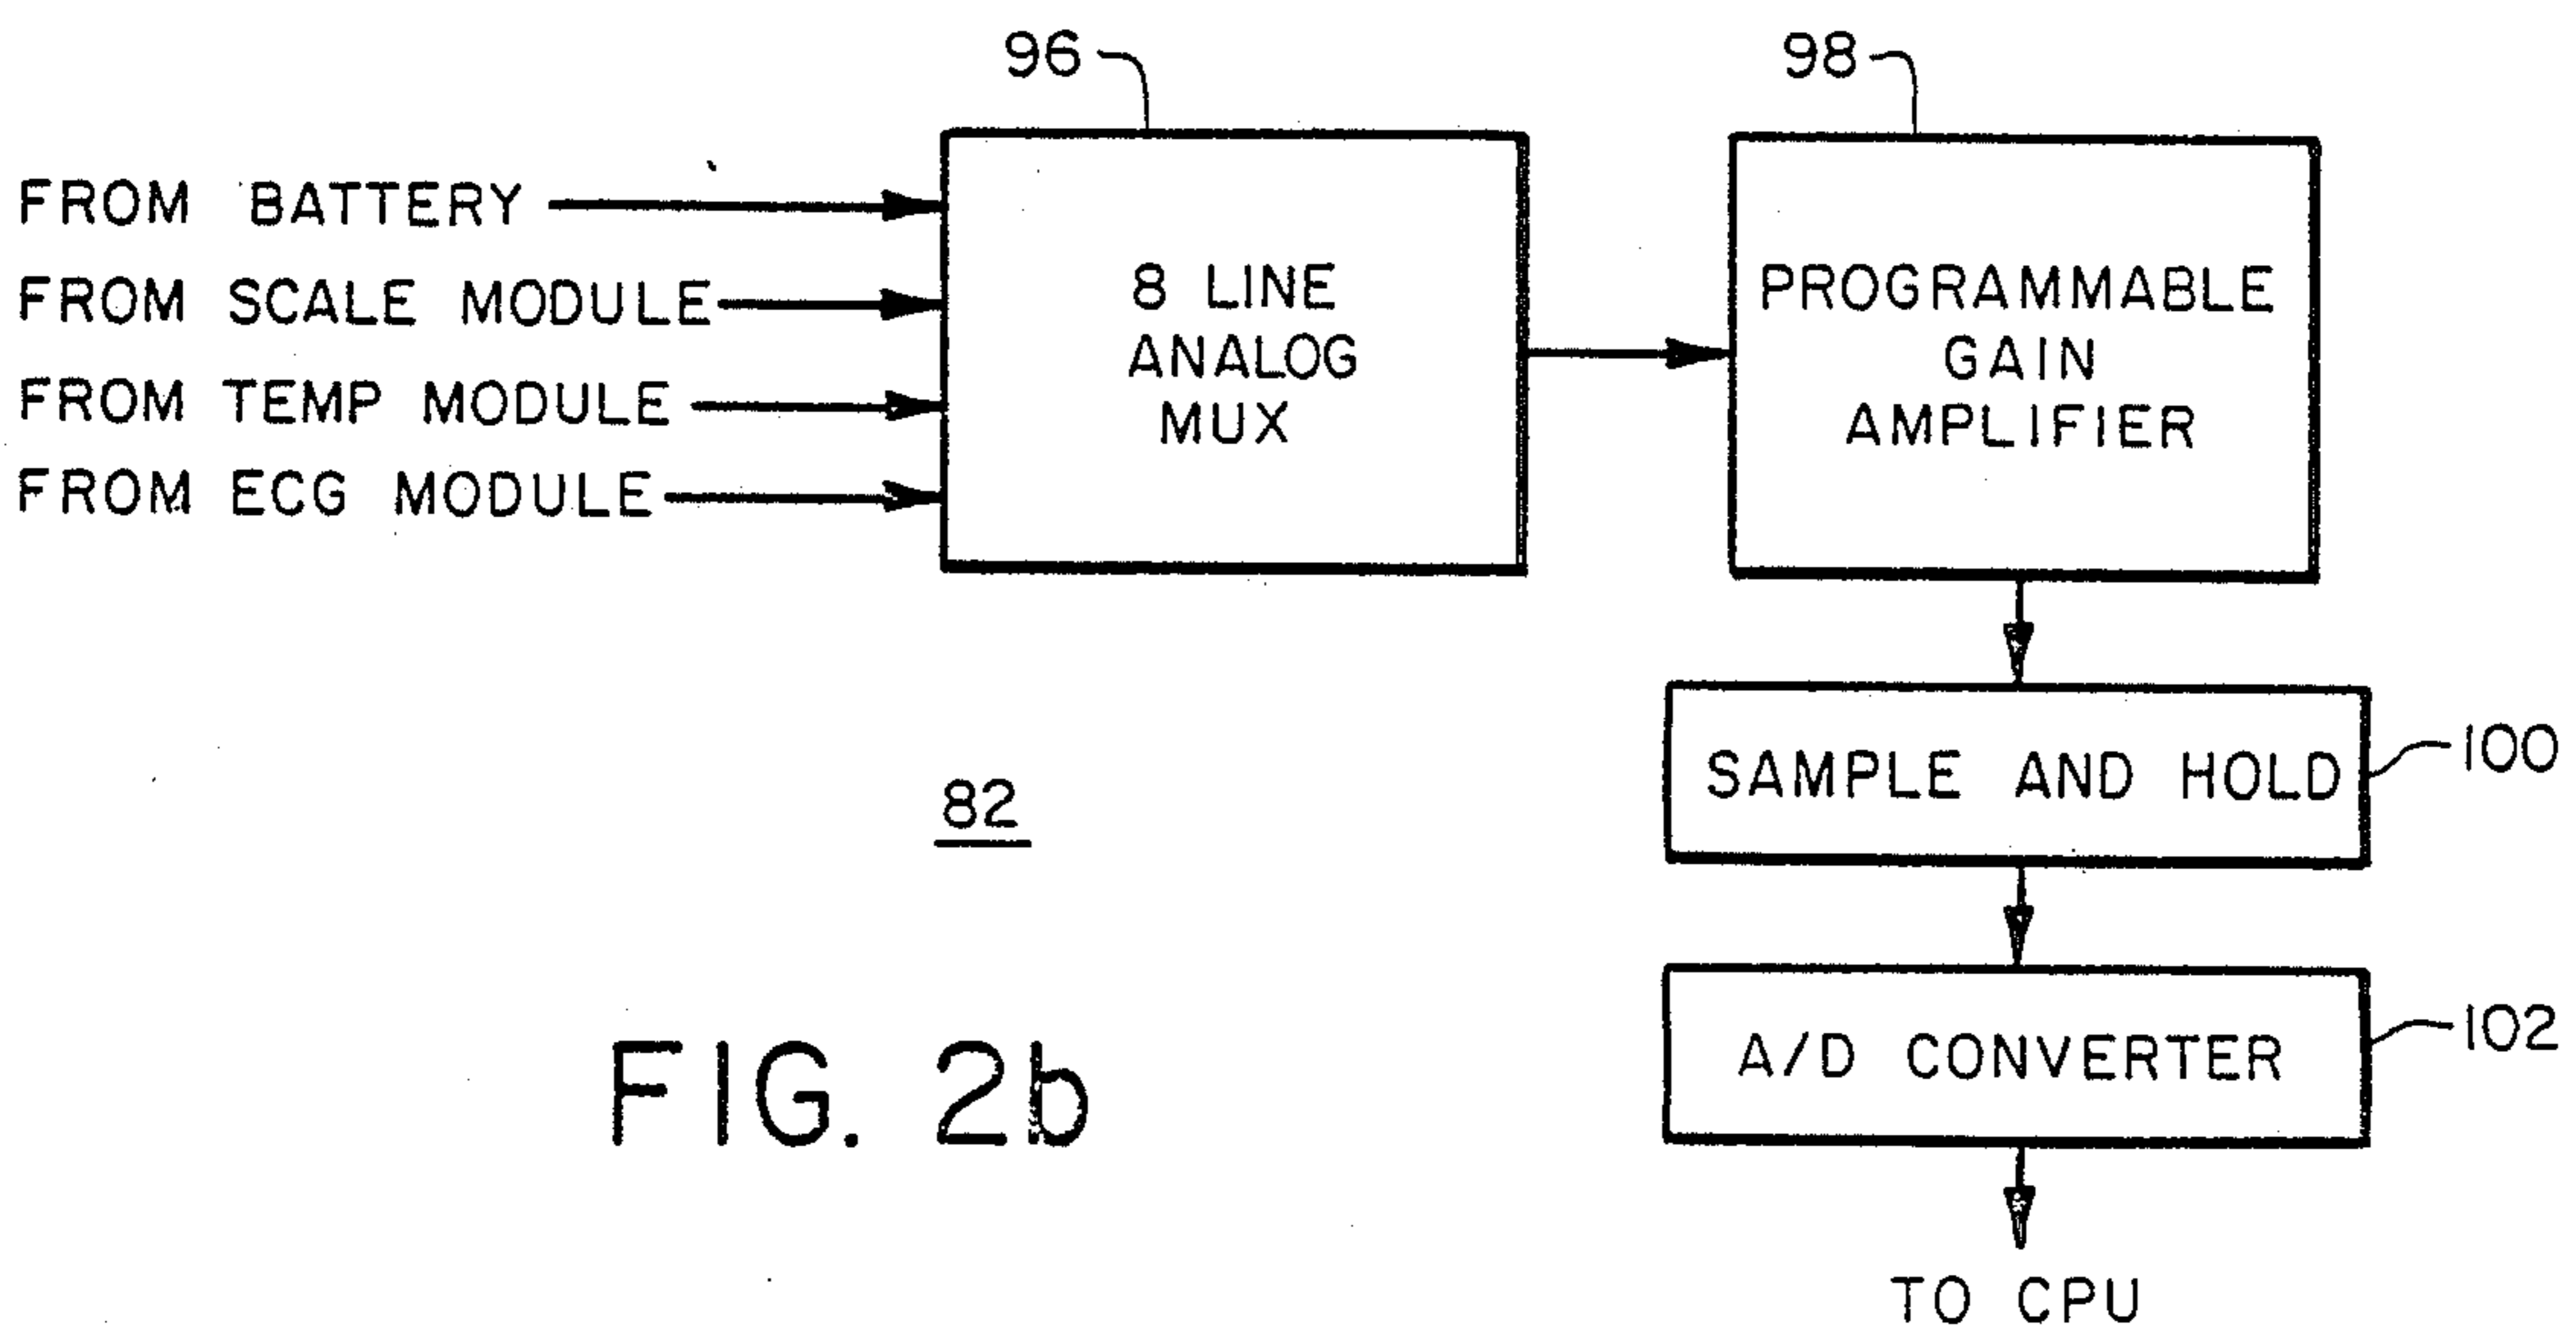 96
98
FROM BATTERY
FROM SCALE MODULE
FROM TEMP MODULE
FROM ECG MODULE
8 LINE
ANALOG
MUX
PROGRAMMABLE
GAIN
AMPLIFIER
SAMPLE AND HOLD
100
82
A/D CONVERTER
102
FIG. 2b
TO CPU